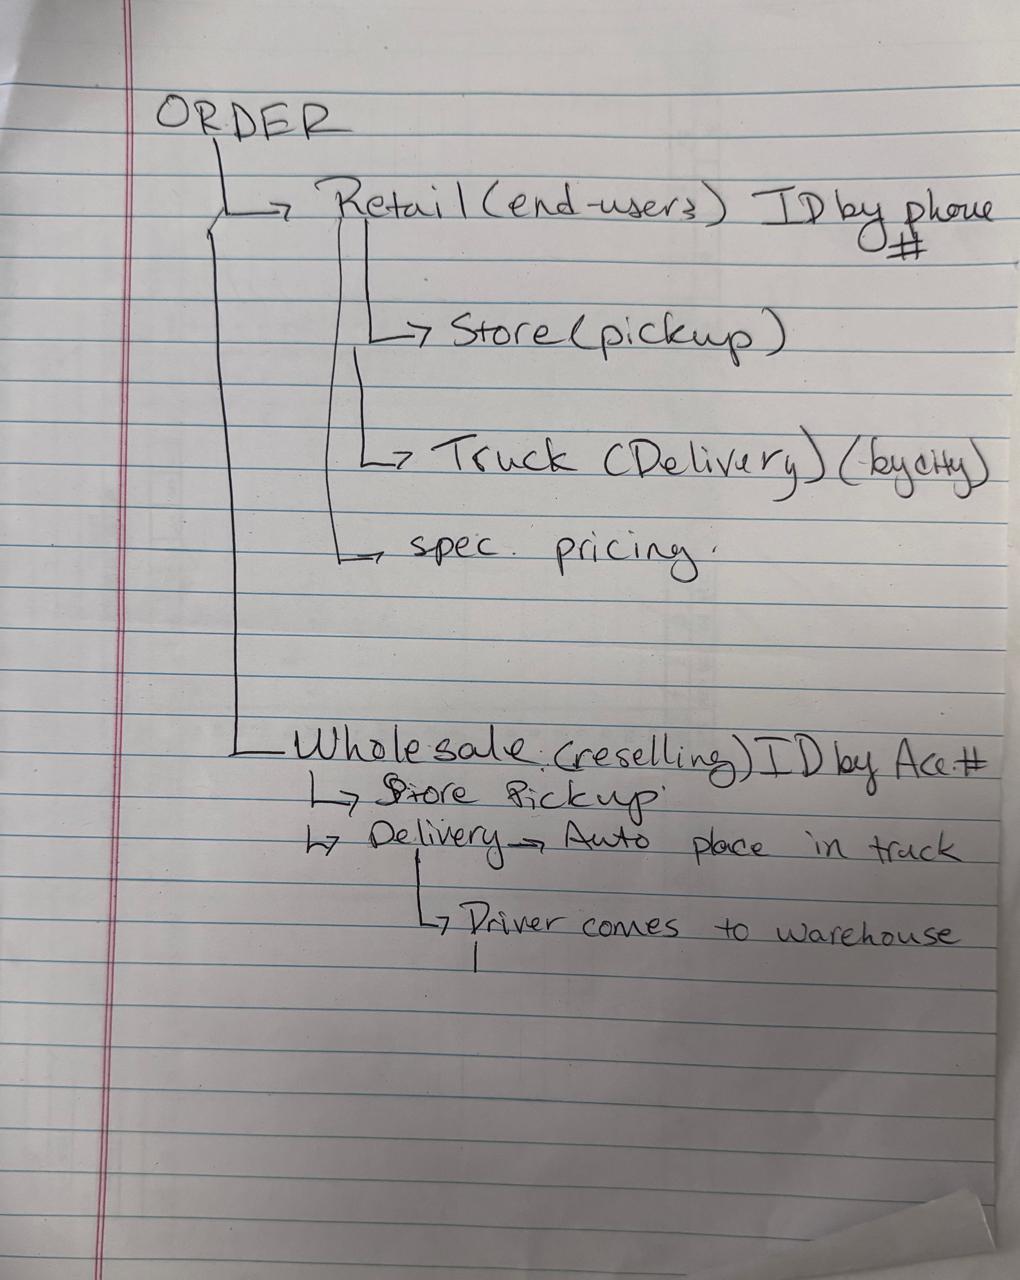 ORDER
Retail (end-users) ID by phone
#
Store (pickup)
Truck (Delivery) (by city)
spec. pricing.
Wholesale. (reselling) ID by Acc.#
Store Pickup
Delivery → Auto place in truck
Driver comes to warehouse